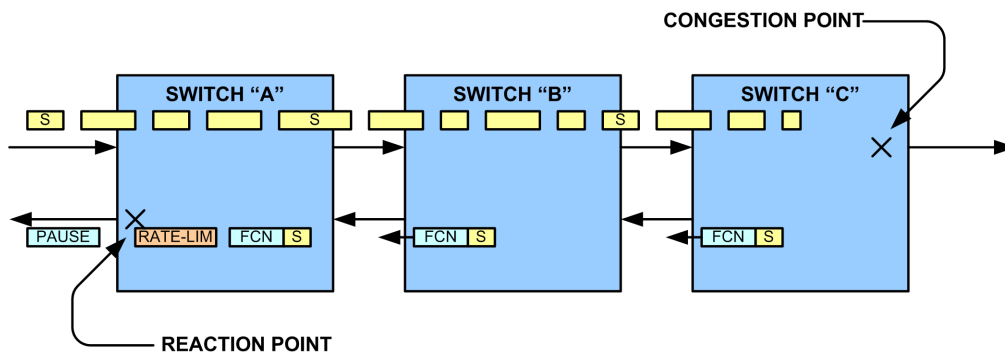 CONGESTION POINT
SWITCH “A”
SWITCH “B”
SWITCH “C”
S
S
S
PAUSE
RATE-LIM
FCN
S
FCN
S
FCN
S
REACTION POINT